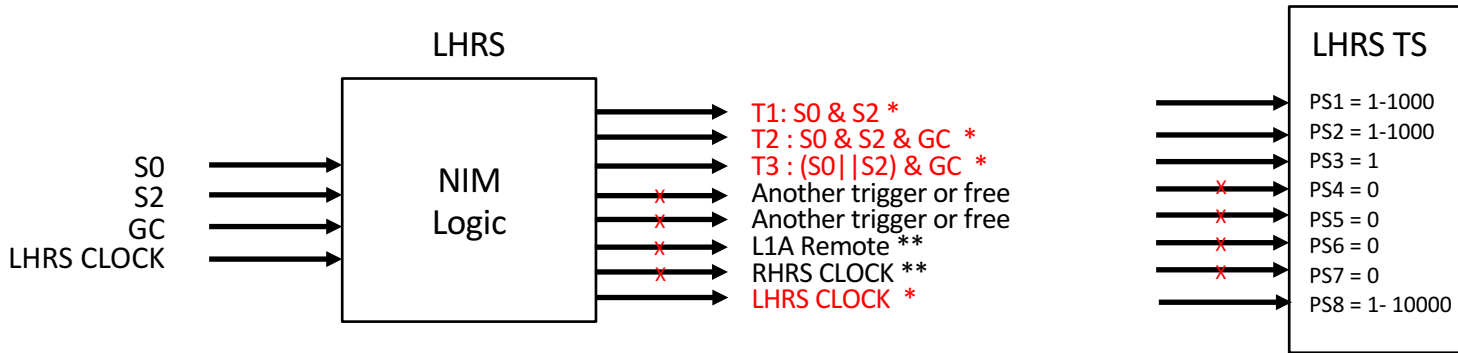 LHRS
S0
S2
GC
LHRS CLOCK
NIM
Logic
T1: S0 & S2 *
T2 : S0 & S2 & GC *
T3 : (S0||S2) & GC *
Another trigger or free
Another trigger or free
L1A Remote **
RHRS CLOCK **
LHRS CLOCK *
x
x
x
x
x
x
x
x
LHRS TS
PS1 = 1-1000
PS2 = 1-1000
PS3 = 1
PS4 = 0
PS5 = 0
PS6 = 0
PS7 = 0
PS8 = 1- 10000